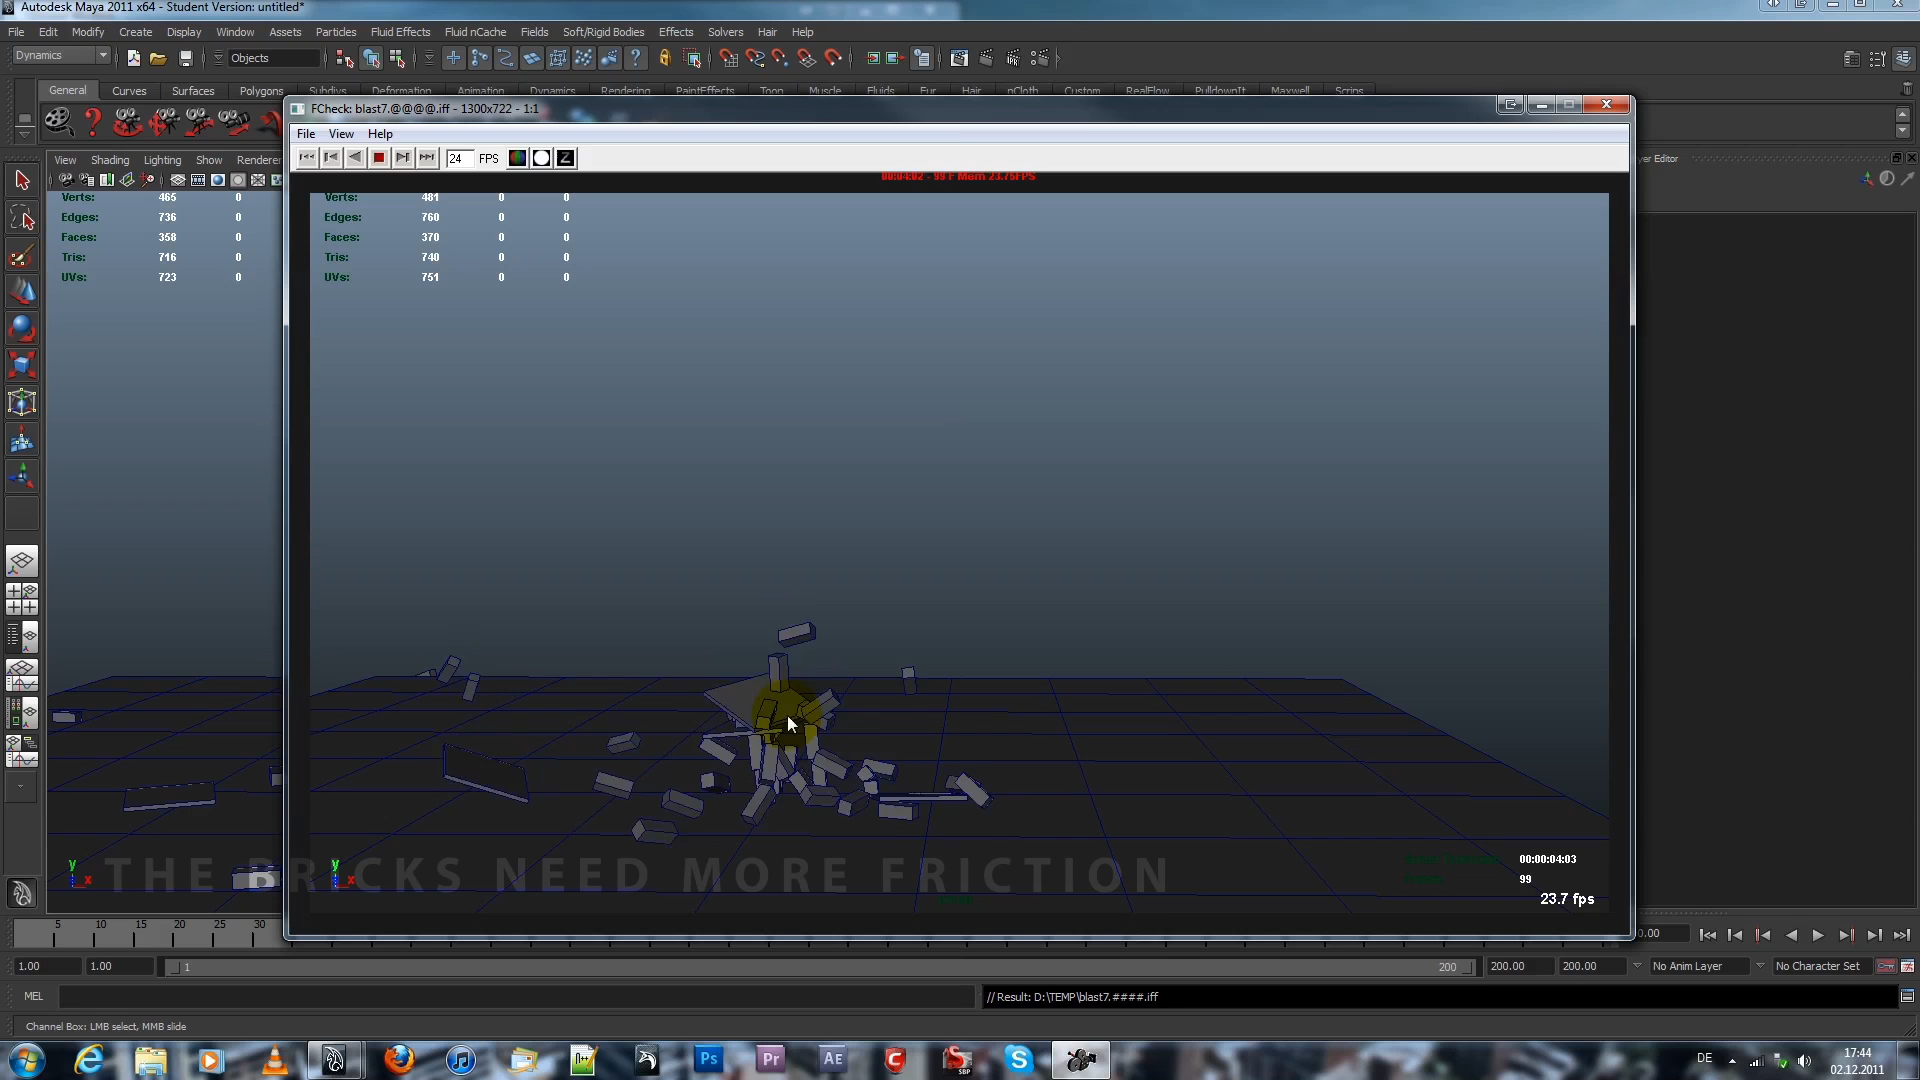 Autodesk Maya 2011 x64 - Student Version: untitled*
File Edit Modify Create Display Window Assets Particles Fluid Effects Fluid nCache Fields Soft/Rigid Bodies Effects Solvers Hair Help
Dynamics Objects
General Curves Surfaces Polygons Subdivs Deformation Animation Dynamics Rendering PaintEffects Toon Muscle Fluids Fur Hair nCloth Custom RealFlow PulldownIt Maxwell Scrips
FCheck: blast7.@@@@.iff - 1300x722 - 1:1
File View Help
24 FPS Z
View Shading Lighting Show Renderer
yer Editor
00:04:02 - 99 F Mem 23.75FPS
Verts: 465 0
Edges: 736 0
Faces: 358 0
Tris: 716 0
UVs: 723 0
Verts: 481 0 0
Edges: 760 0 0
Faces: 370 0 0
Tris: 740 0 0
UVs: 751 0 0
00:00:04:03
99
23.7 fps
y x
y x
THE BRICKS NEED MORE FRICTION
5 10 15 20 25 30
0.00
1.00 1.00 1 200 200.00 200.00 No Anim Layer No Character Set
MEL // Result: D:\TEMP\blast7.####.iff
Channel Box: LMB select, MMB slide
Ps Pr AE SBP DE
17:44
02.12.2011